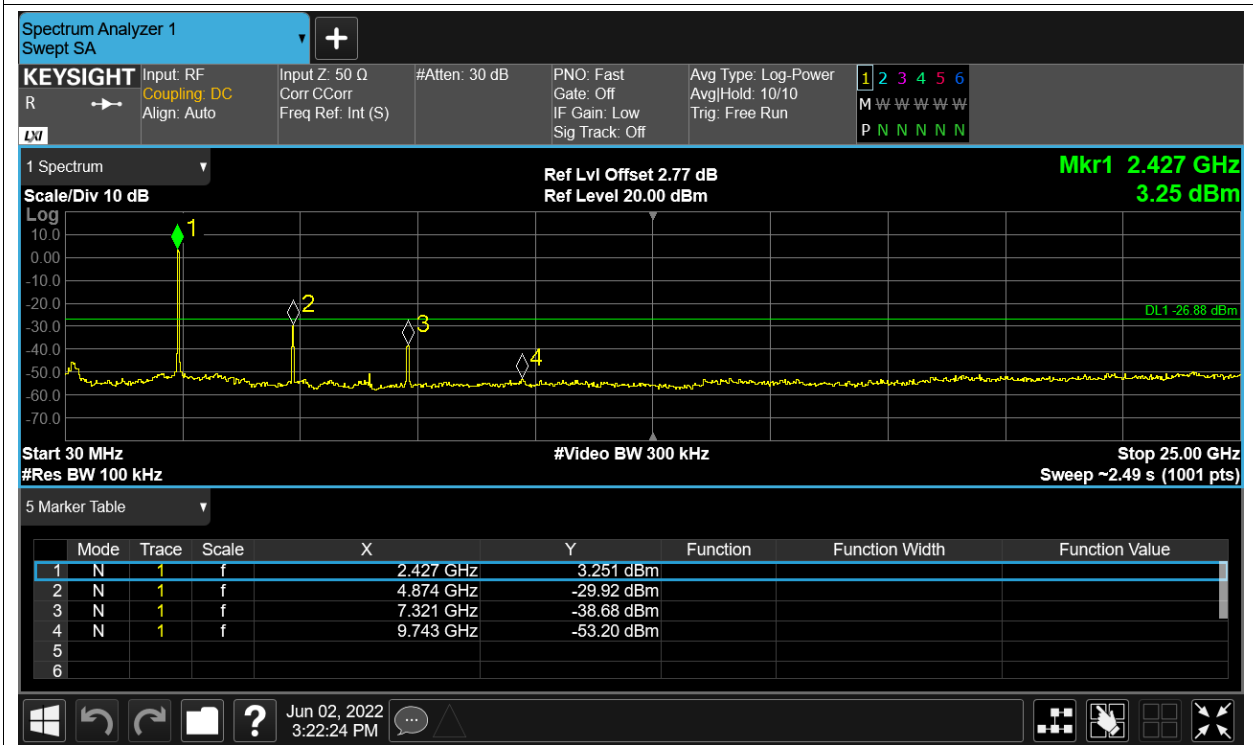 Spectrum Analyzer 1
Swept SA
KEYSIGHT
R
LXI
Input: RF
Coupling: DC
Align: Auto
Input Z: 50 Ω
Corr CCorr
Freq Ref: Int (S)
#Atten: 30 dB
PNO: Fast
Gate: Off
IF Gain: Low
Sig Track: Off
Avg Type: Log-Power
Avg|Hold: 10/10
Trig: Free Run
1 2 3 4 5 6
M W W W W W
P N N N N N
1 Spectrum
Scale/Div 10 dB
Ref Lvl Offset 2.77 dB
Ref Level 20.00 dBm
Mkr1 2.427 GHz
3.25 dBm
Log
10.0
0.00
-10.0
-20.0
-30.0
-40.0
-50.0
-60.0
-70.0
1
2
3
4
DL1 -26.88 dBm
Start 30 MHz
#Video BW 300 kHz
Stop 25.00 GHz
#Res BW 100 kHz
Sweep ~2.49 s (1001 pts)
5 Marker Table
Mode Trace Scale X Y Function Function Width Function Value
1 N 1 f 2.427 GHz 3.251 dBm
2 N 1 f 4.874 GHz -29.92 dBm
3 N 1 f 7.321 GHz -38.68 dBm
4 N 1 f 9.743 GHz -53.20 dBm
5
6
?
Jun 02, 2022
3:22:24 PM